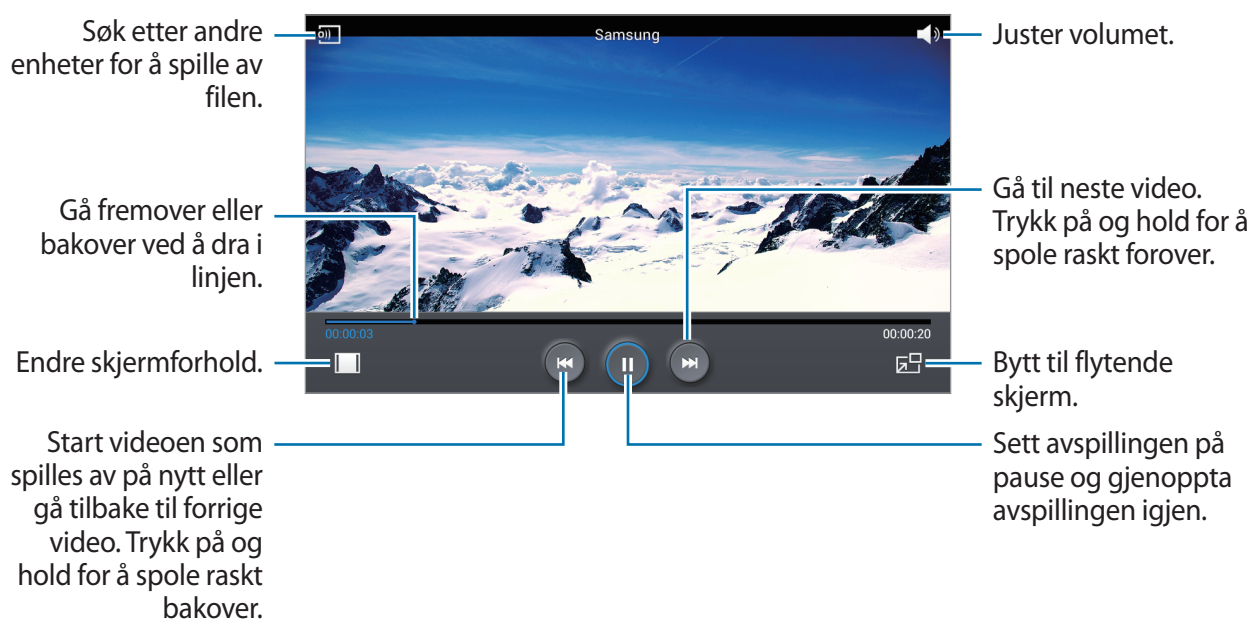 Søk etter andre
enheter for å spille av
filen.
Samsung
Juster volumet.
Gå fremover eller
bakover ved å dra i
linjen.
Gå til neste video.
Trykk på og hold for å
spole raskt forover.
00:00:03
00:00:20
Endre skjermforhold.
Bytt til flytende
skjerm.
Start videoen som
spilles av på nytt eller
gå tilbake til forrige
video. Trykk på og
hold for å spole raskt
bakover.
Sett avspillingen på
pause og gjenoppta
avspillingen igjen.